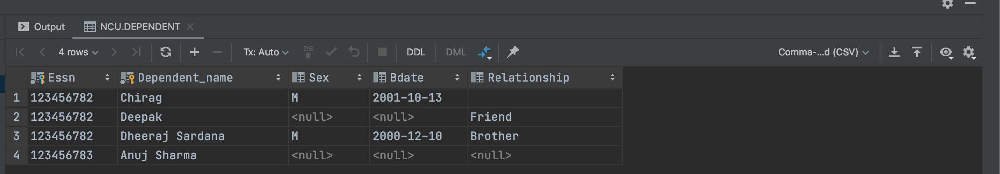 Output NCU.DEPENDENT
4 rows Tx: Auto DB DDL DML Comma-...d (CSV)
Essn Dependent_name Sex Bdate Relationship
1 123456782 Chirag M 2001-10-13
2 123456782 Deepak <null> <null> Friend
3 123456782 Dheeraj Sardana M 2000-12-10 Brother
4 123456783 Anuj Sharma <null> <null> <null>